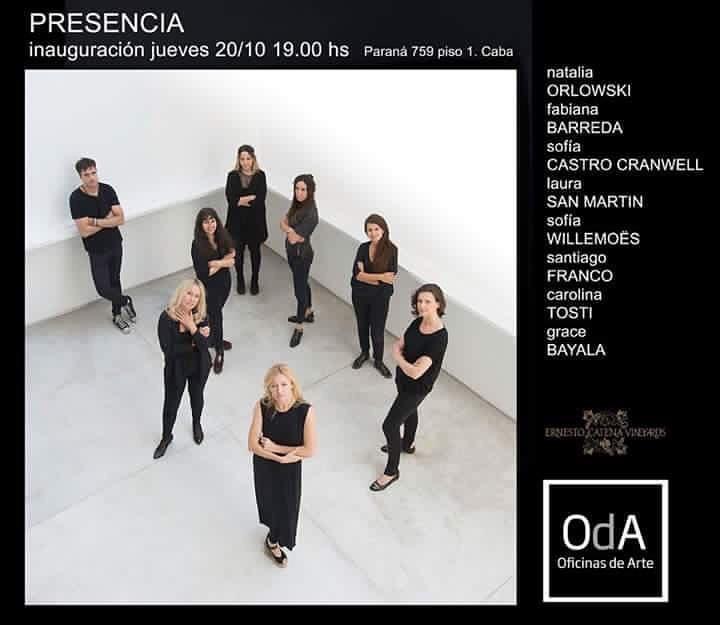 PRESENCIA
inauguración jueves 20/10 19.00 hs Paraná 759 piso 1. Caba
natalia
ORLOWSKI
fabiana
BARREDA
sofía
CASTRO CRANWELL
laura
SAN MARTIN
sofía
WILLEMOËS
santiago
FRANCO
carolina
TOSTI
grace
BAYALA
ERNESTO CATENA VINEYARDS
OdA
Oficinas de Arte